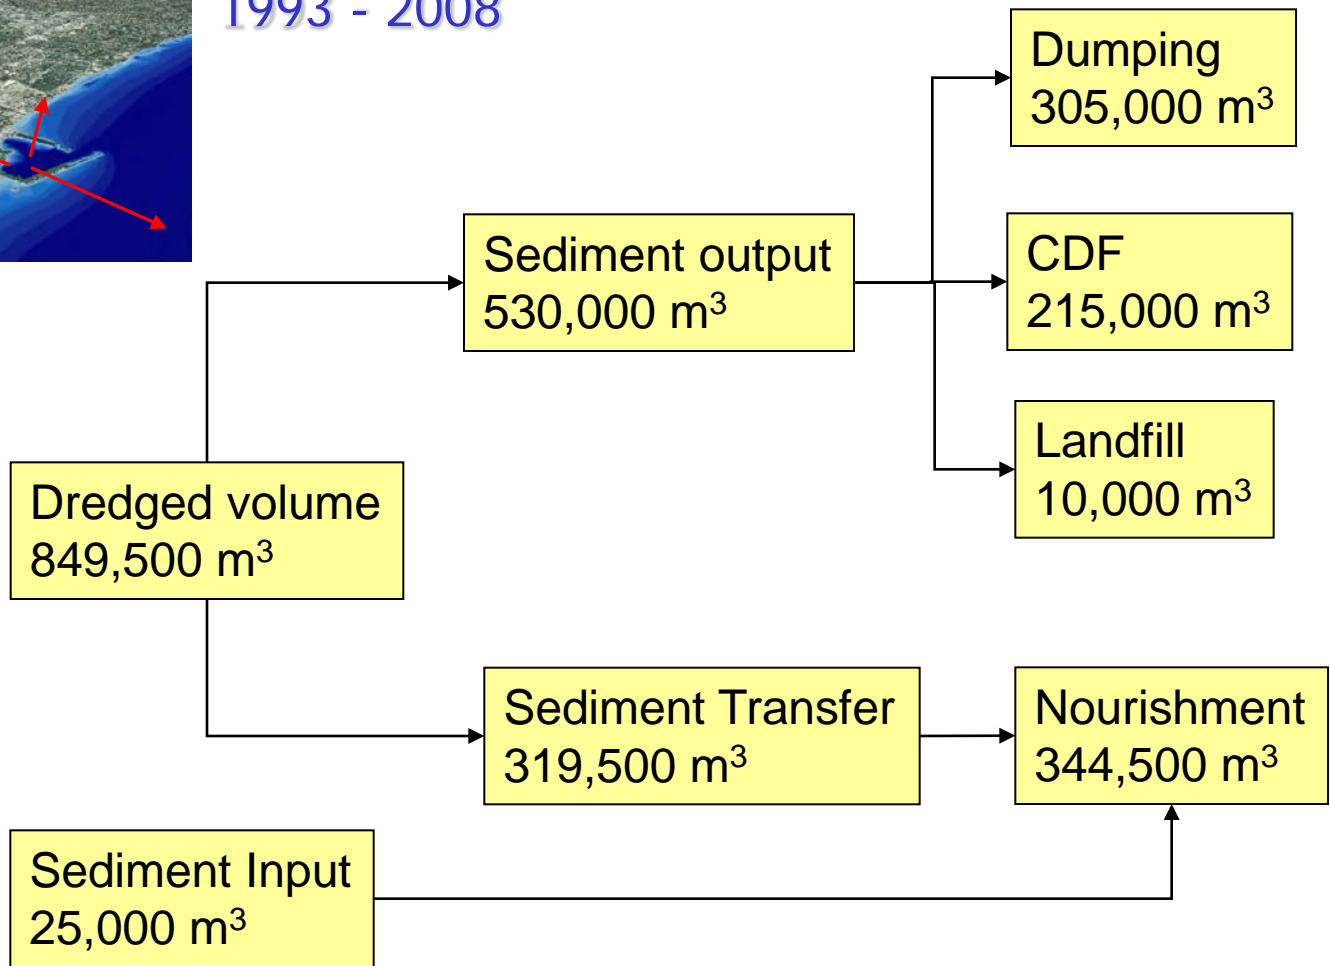 1993 - 2008
Dumping
305,000 m³
Sediment output
530,000 m³
CDF
215,000 m³
Landfill
10,000 m³
Dredged volume
849,500 m³
Sediment Transfer
319,500 m³
Nourishment
344,500 m³
Sediment Input
25,000 m³